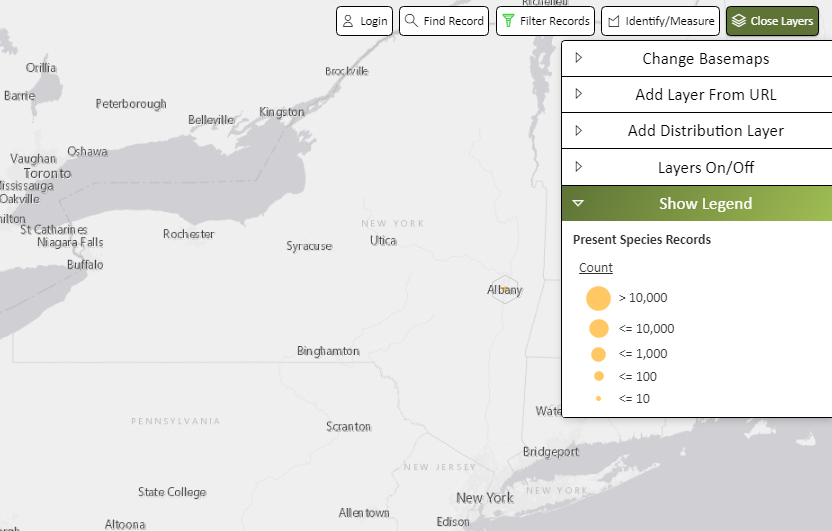 Login
Find Record
Filter Records
Identify/Measure
Close Layers
Orillia
Barrie
Peterborough
Brockville
Belleville
Kingston
Vaughan
Oshawa
Toronto
Mississauga
Oakville
St Catharines
Niagara Falls
Rochester
Buffalo
NEW YORK
Utica
Syracuse
Albany
Binghamton
PENNSYLVANIA
Scranton
Bridgeport
NEW JERSEY
State College
New York
NEW YORK
Allentown
Edison
Altoona
Change Basemaps
Add Layer From URL
Add Distribution Layer
Layers On/Off
Show Legend
Present Species Records
Count
> 10,000
<= 10,000
<= 1,000
<= 100
<= 10